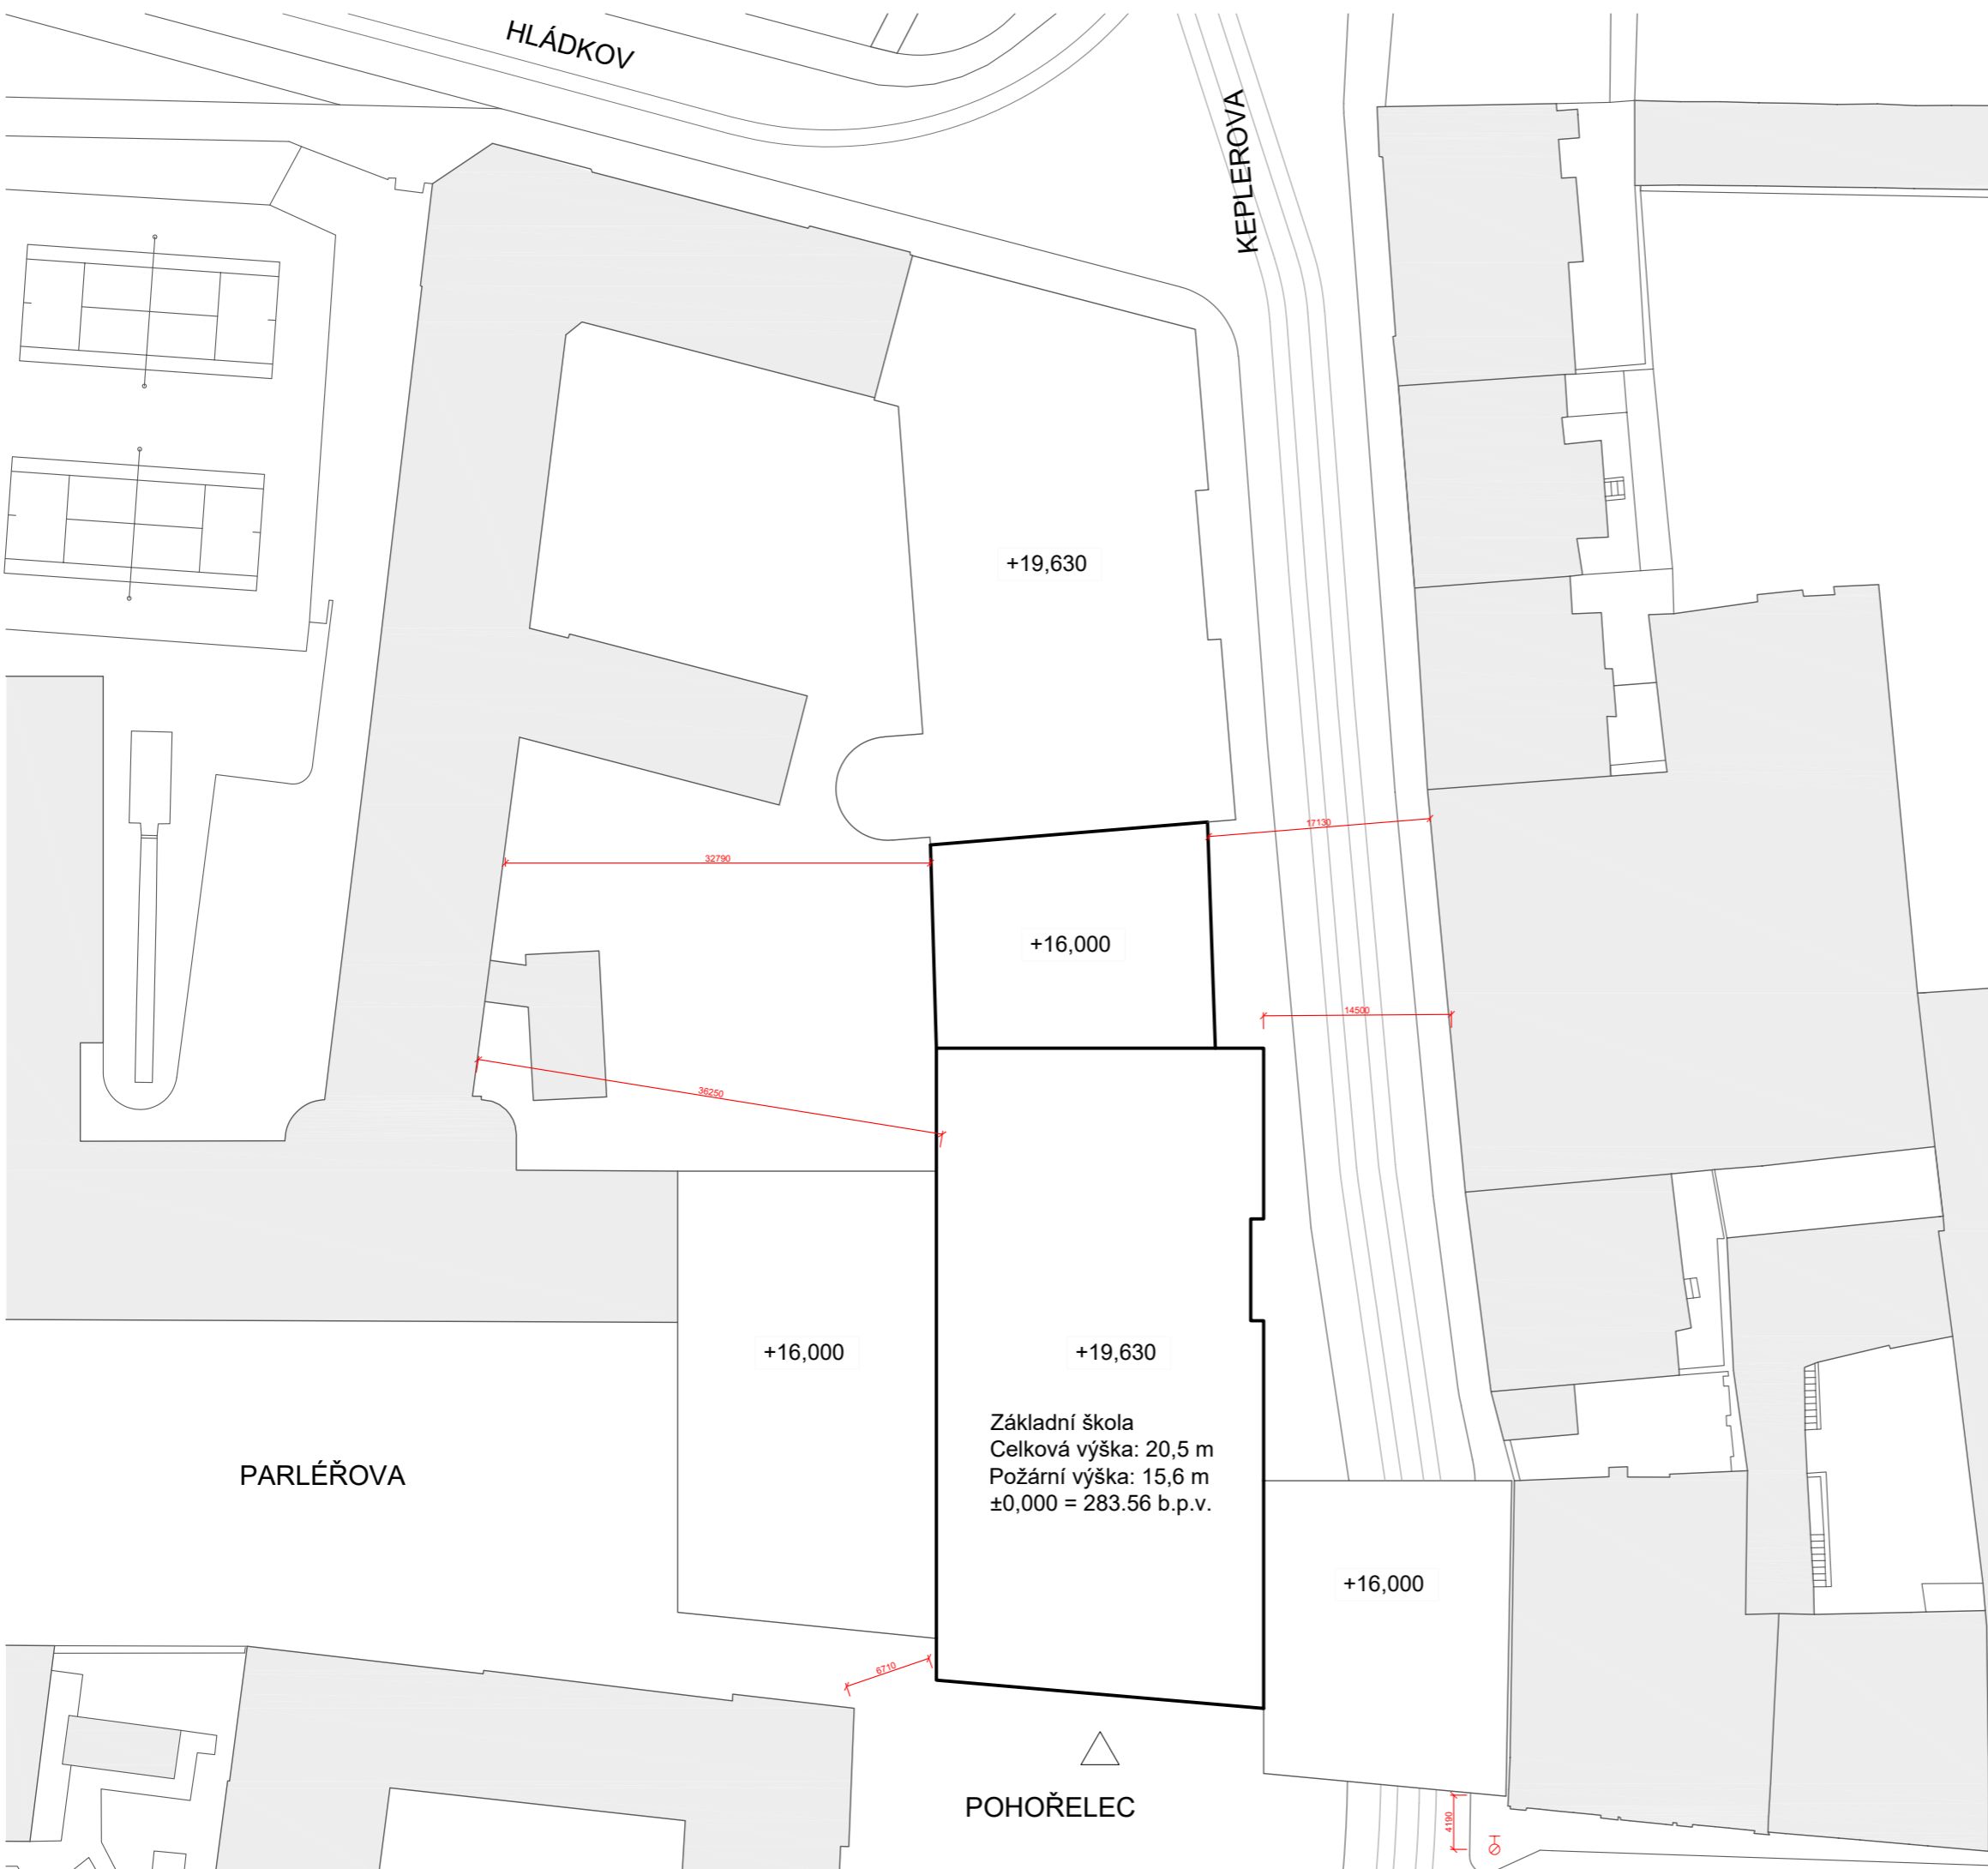 HLÁDKOV
KEPLEROVA
+19,630
17130
32790
+16,000
14500
36250
+16,000
+19,630
Základní škola
Celková výška: 20,5 m
Požární výška: 15,6 m
±0,000 = 283.56 b.p.v.
PARLÉŘOVA
+16,000
6710
POHOŘELEC
4190